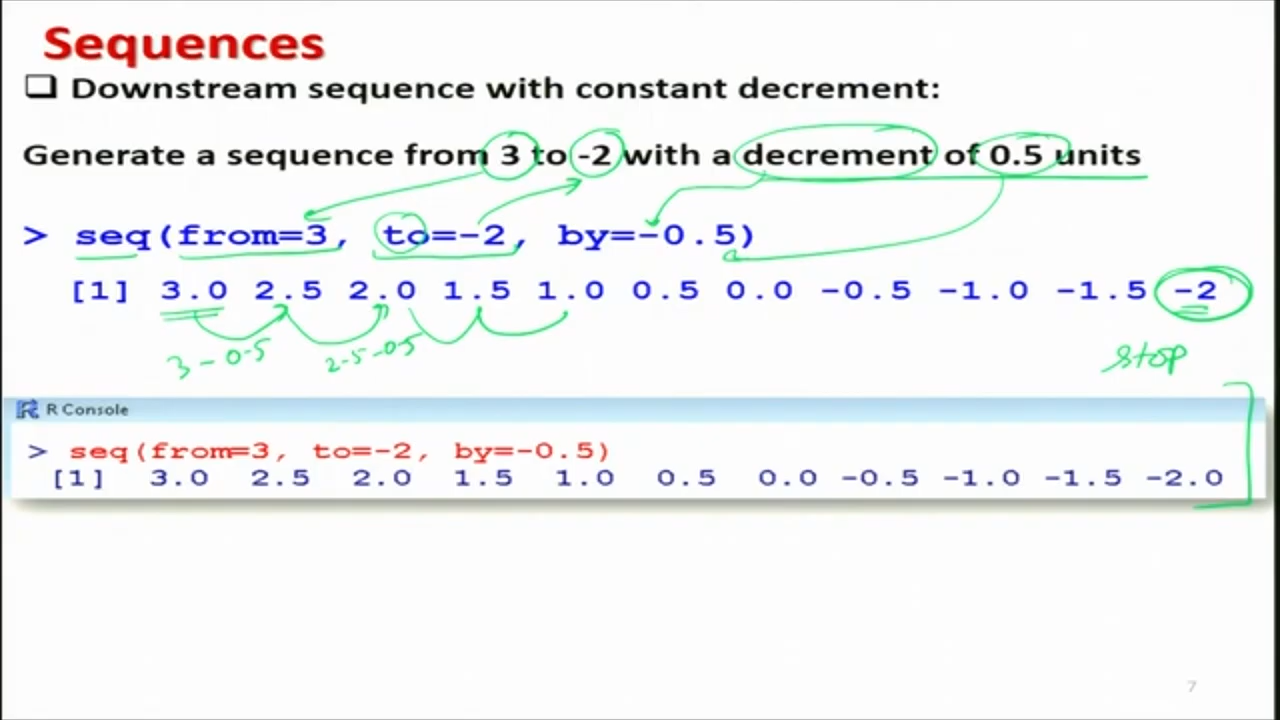 Sequences
❑ Downstream sequence with constant decrement:
Generate a sequence from 3 to -2 with a decrement of 0.5 units
> seq(from=3, to=-2, by=-0.5)
[1] 3.0 2.5 2.0 1.5 1.0 0.5 0.0 -0.5 -1.0 -1.5 -2
3-0.5 2.5-0.5 stop
R Console
> seq(from=3, to=-2, by=-0.5)
[1] 3.0 2.5 2.0 1.5 1.0 0.5 0.0 -0.5 -1.0 -1.5 -2.0
7